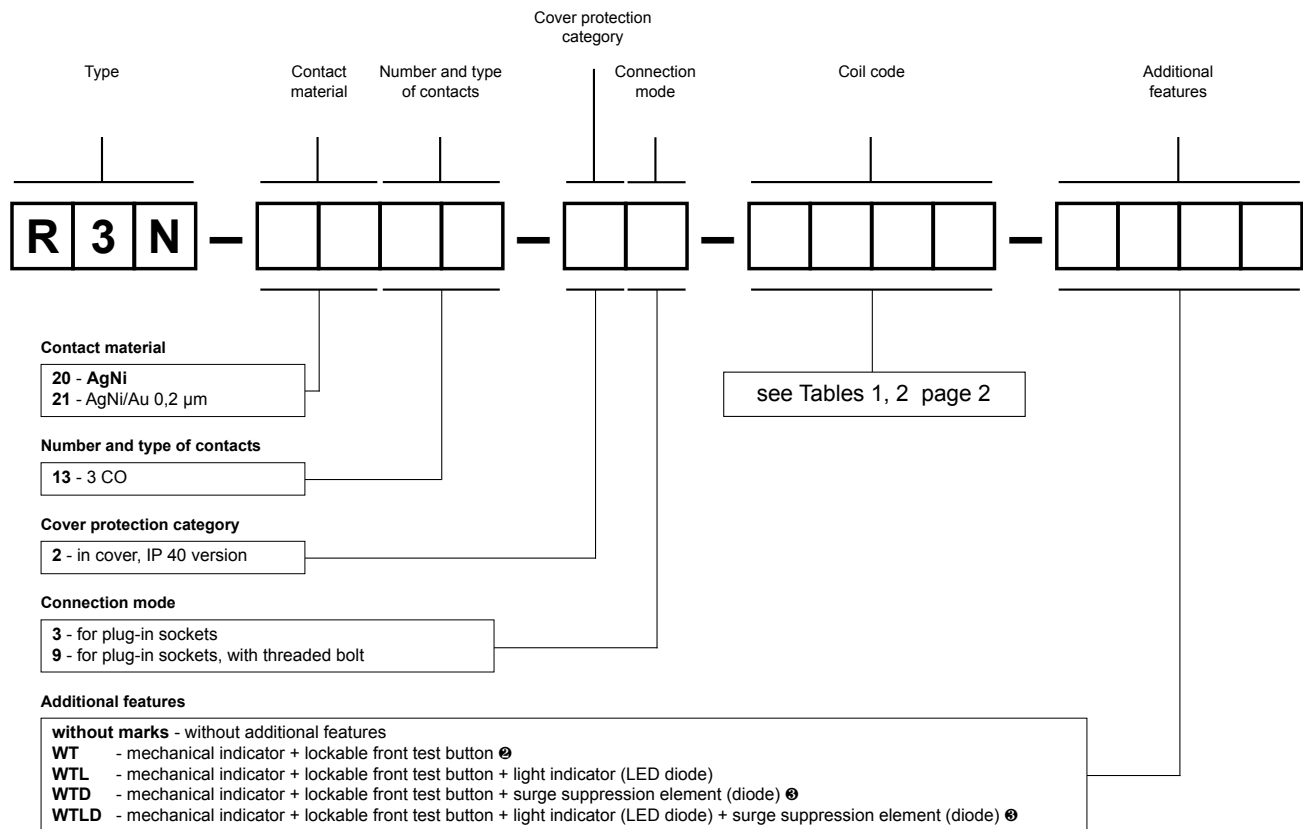 Cover protection
category
Type
Contact
material
Number and type
of contacts
Connection
mode
Coil code
Additional
features
R 3 N – – – –
Contact material
20 - AgNi
21 - AgNi/Au 0,2 µm
see Tables 1, 2 page 2
Number and type of contacts
13 - 3 CO
Cover protection category
2 - in cover, IP 40 version
Connection mode
3 - for plug-in sockets
9 - for plug-in sockets, with threaded bolt
Additional features
without marks - without additional features
WT - mechanical indicator + lockable front test button ❷
WTL - mechanical indicator + lockable front test button + light indicator (LED diode)
WTD - mechanical indicator + lockable front test button + surge suppression element (diode) ❸
WTLD - mechanical indicator + lockable front test button + light indicator (LED diode) + surge suppression element (diode) ❸